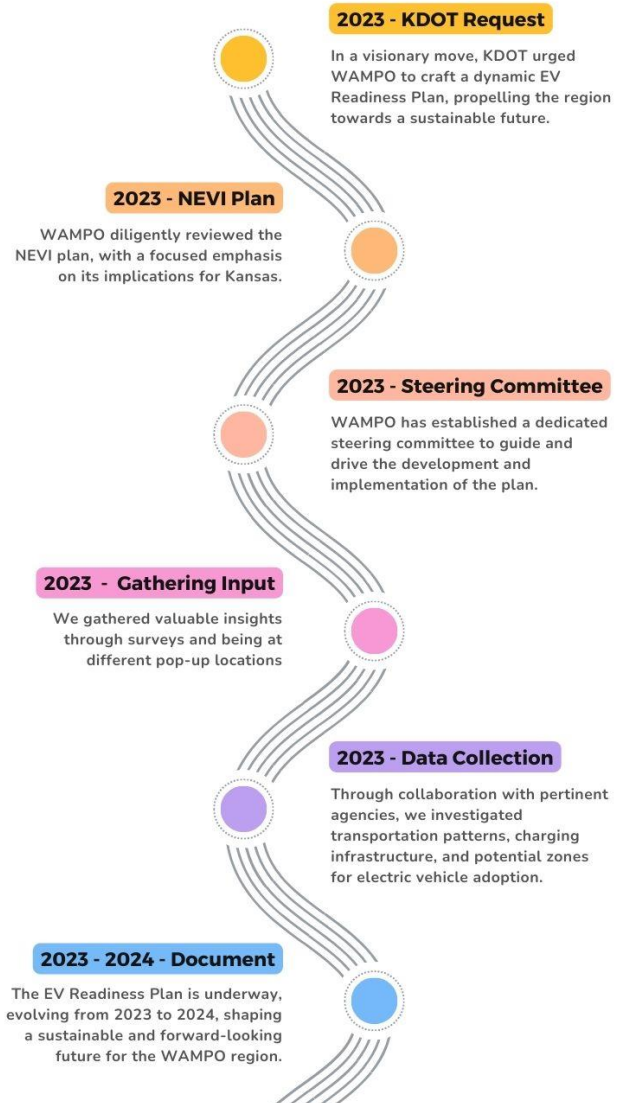 2023 - KDOT Request
In a visionary move, KDOT urged
WAMPO to craft a dynamic EV
Readiness Plan, propelling the region
towards a sustainable future.
2023 - NEVI Plan
WAMPO diligently reviewed the
NEVI plan, with a focused emphasis
on its implications for Kansas.
2023 - Steering Committee
WAMPO has established a dedicated
steering committee to guide and
drive the development and
implementation of the plan.
2023 - Gathering Input
We gathered valuable insights
through surveys and being at
different pop-up locations
2023 - Data Collection
Through collaboration with pertinent
agencies, we investigated
transportation patterns, charging
infrastructure, and potential zones
for electric vehicle adoption.
2023 - 2024 - Document
The EV Readiness Plan is underway,
evolving from 2023 to 2024, shaping
a sustainable and forward-looking
future for the WAMPO region.